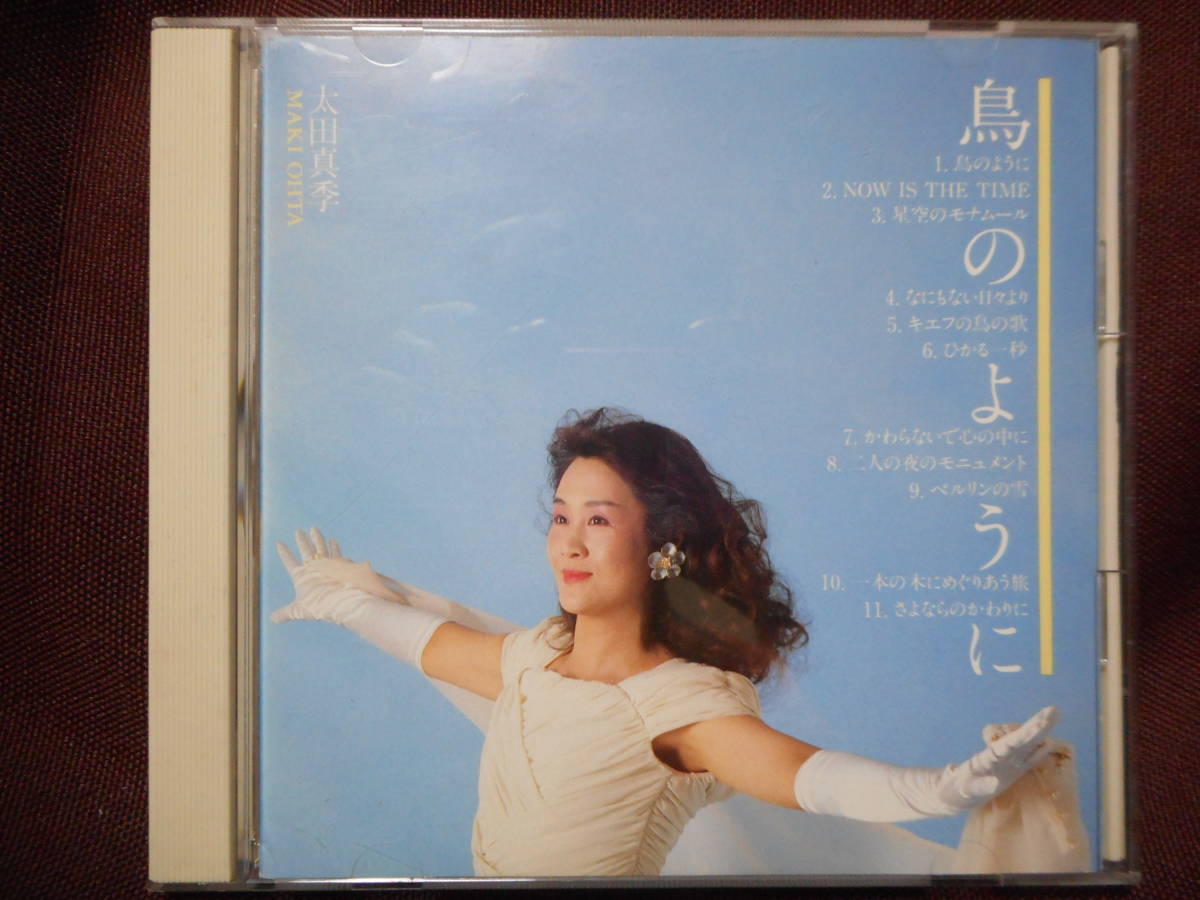 鳥のように
1. 鳥のように
2. NOW IS THE TIME
3. 星空のモナムール
4. なにもない日々より
5. キエフの鳥の歌
6. ひかる一秒
7. かわらないで心の中に
8. 二人の夜のモニュメント
9. ベルリンの雪
10. 一本の木にめぐりあう旅
11. さよならのかわりに
太田真季
MAKI OHTA